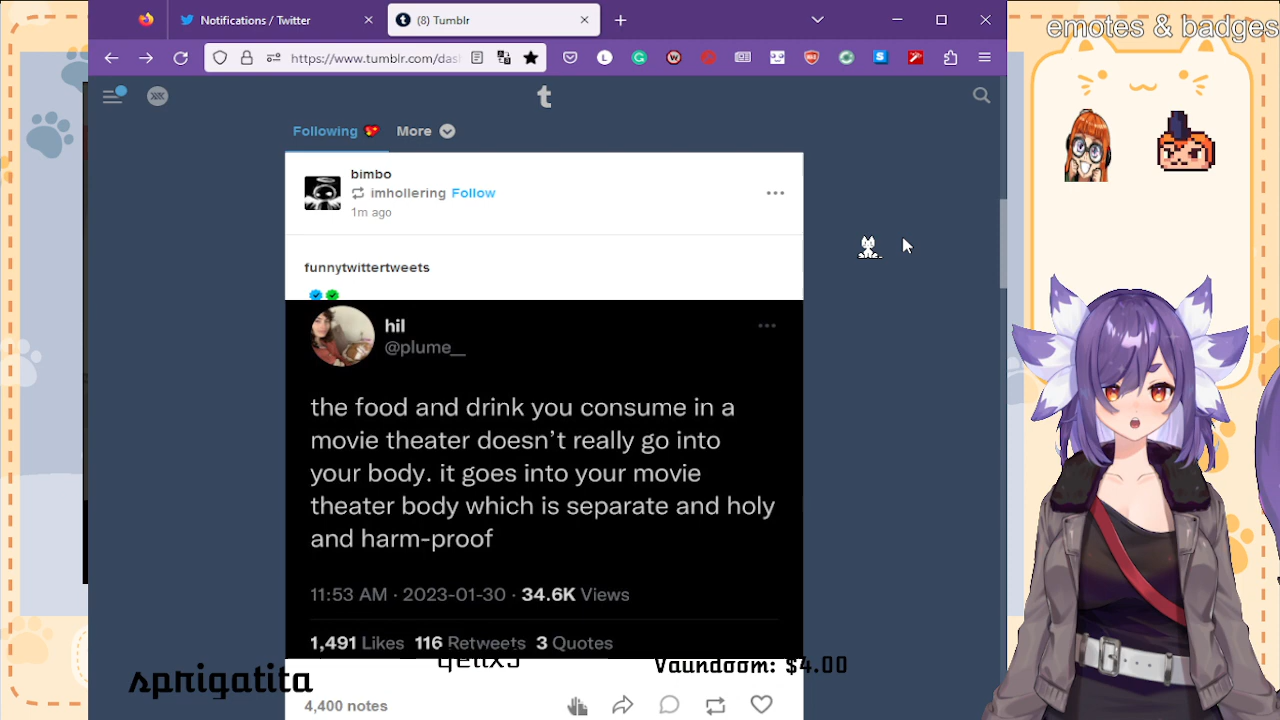 emotes & badges
Notifications / Twitter
(8) Tumblr
https://www.tumblr.com/das
Following
More
bimbo
imhollering Follow
1m ago
funnytwittertweets
hil
@plume__
the food and drink you consume in a
movie theater doesn't really go into
your body. it goes into your movie
theater body which is separate and holy
and harm-proof
11:53 AM · 2023-01-30 · 34.6K Views
1,491 Likes 116 Retweets 3 Quotes
sprigatita
Vaundoom: $4.00
4,400 notes